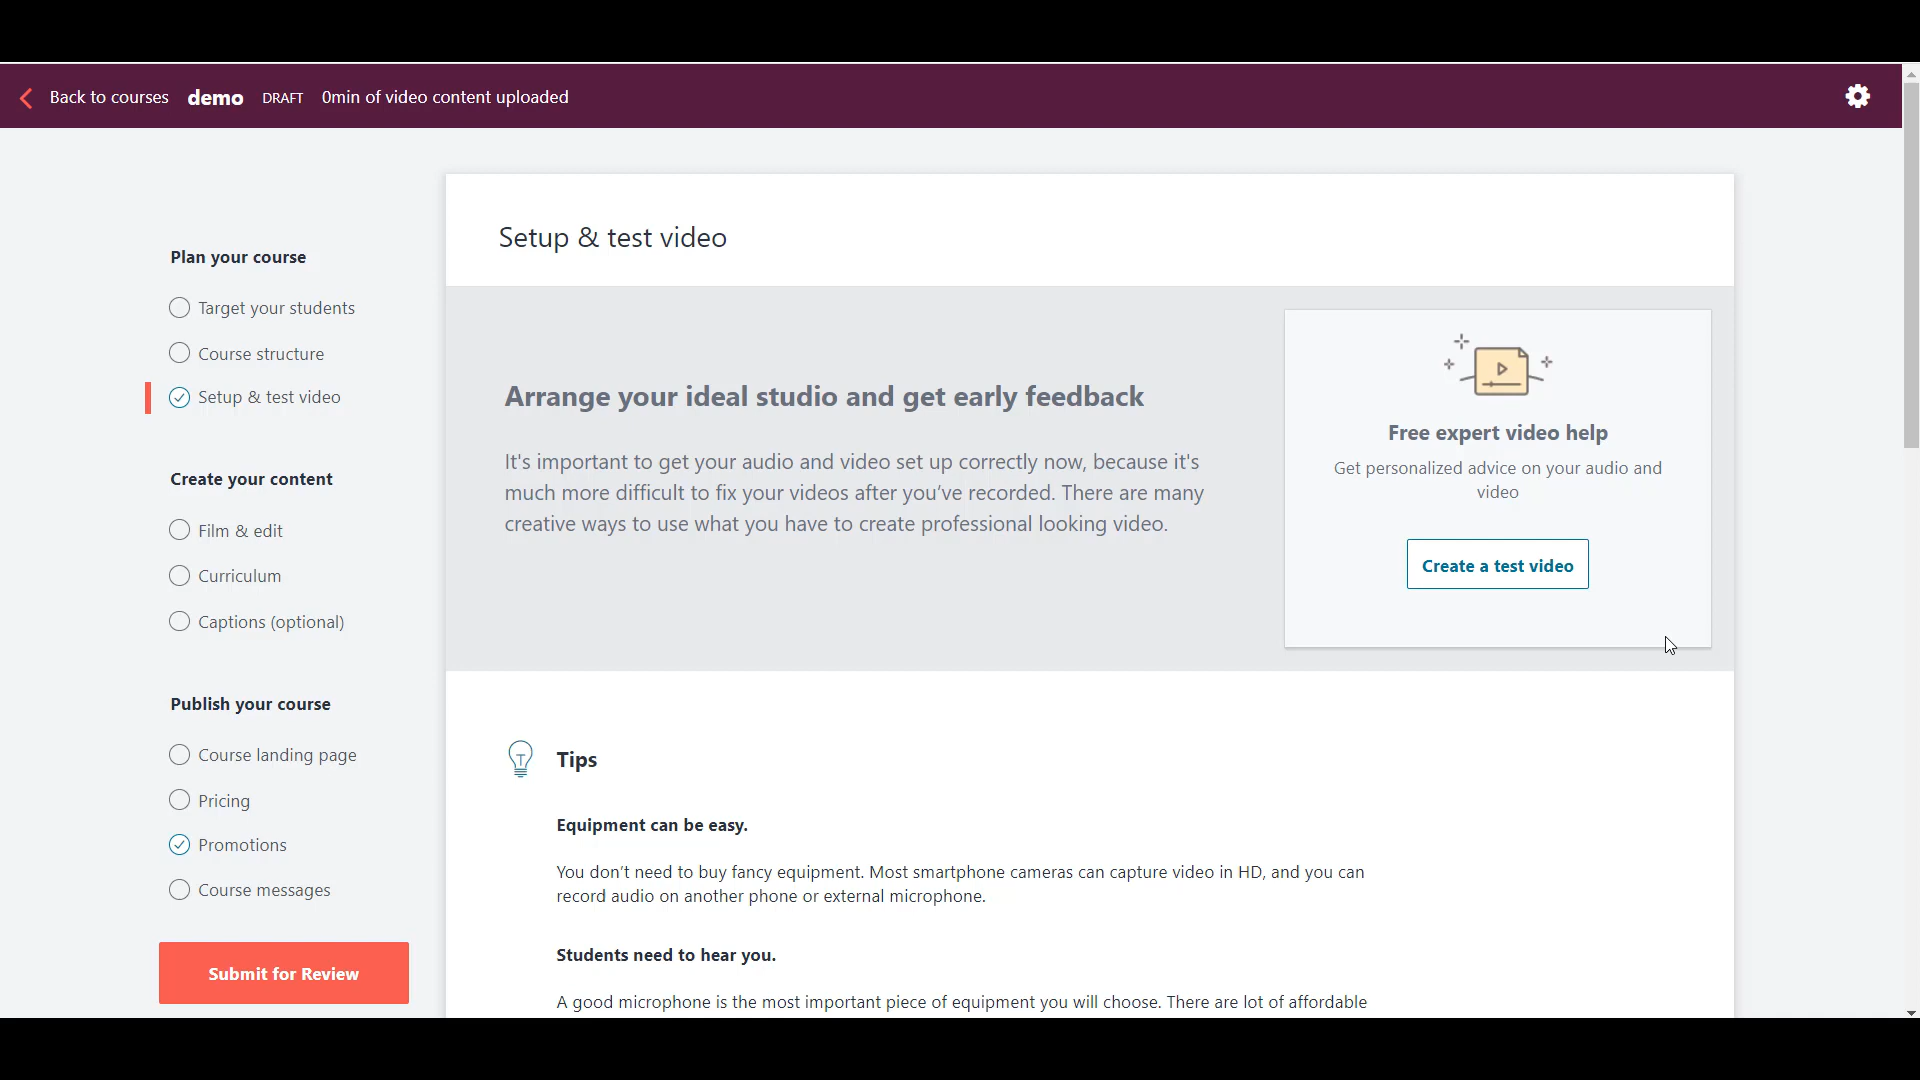 Back to courses demo DRAFT 0min of video content uploaded
Plan your course
Target your students
Course structure
Setup & test video
Create your content
Film & edit
Curriculum
Captions (optional)
Publish your course
Course landing page
Pricing
Promotions
Course messages
Submit for Review
Setup & test video
Arrange your ideal studio and get early feedback
It's important to get your audio and video set up correctly now, because it's
much more difficult to fix your videos after you've recorded. There are many
creative ways to use what you have to create professional looking video.
Free expert video help
Get personalized advice on your audio and
video
Create a test video
Tips
Equipment can be easy.
You don't need to buy fancy equipment. Most smartphone cameras can capture video in HD, and you can
record audio on another phone or external microphone.
Students need to hear you.
A good microphone is the most important piece of equipment you will choose. There are lot of affordable